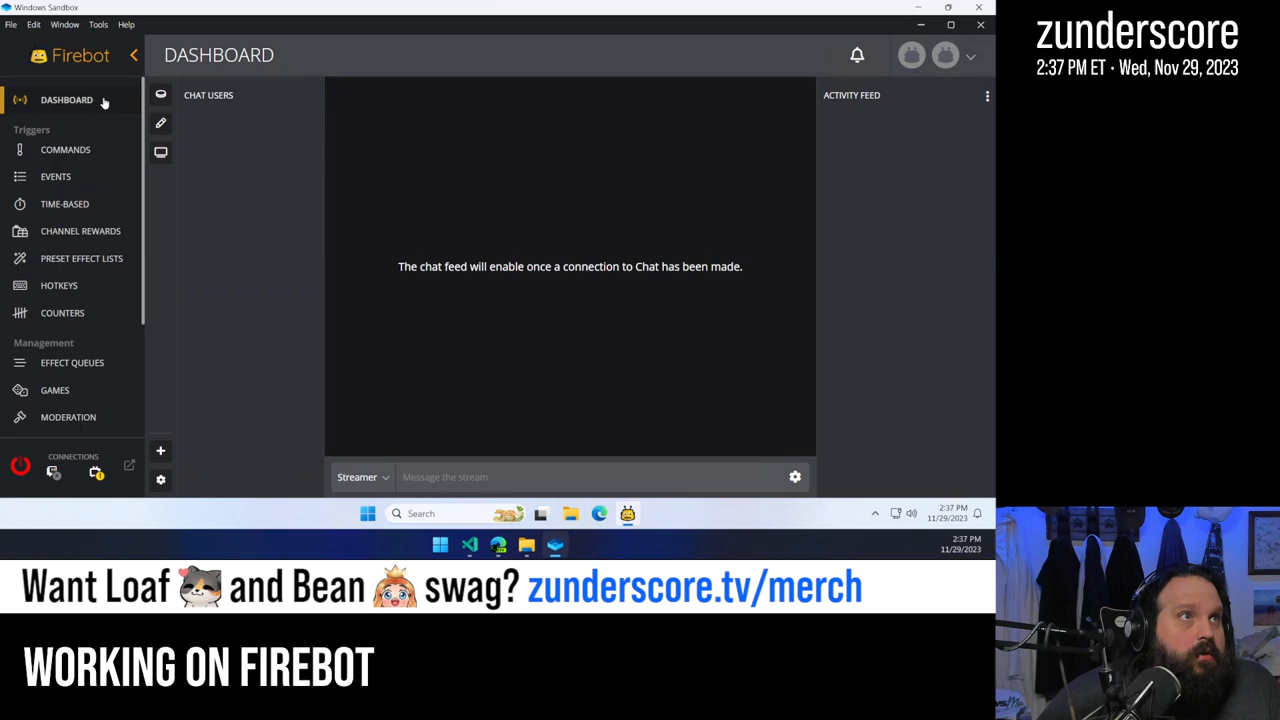 Windows Sandbox
File Edit Window Tools Help
Firebot
DASHBOARD
DASHBOARD
Triggers
COMMANDS
EVENTS
TIME-BASED
CHANNEL REWARDS
PRESET EFFECT LISTS
HOTKEYS
COUNTERS
Management
EFFECT QUEUES
GAMES
MODERATION
CONNECTIONS
CHAT USERS
The chat feed will enable once a connection to Chat has been made.
Streamer
Message the stream
ACTIVITY FEED
Search
2:37 PM
11/29/2023
2:37 PM
11/29/2023
zunderscore
2:37 PM ET · Wed, Nov 29, 2023
Want Loaf and Bean swag? zunderscore.tv/merch
WORKING ON FIREBOT